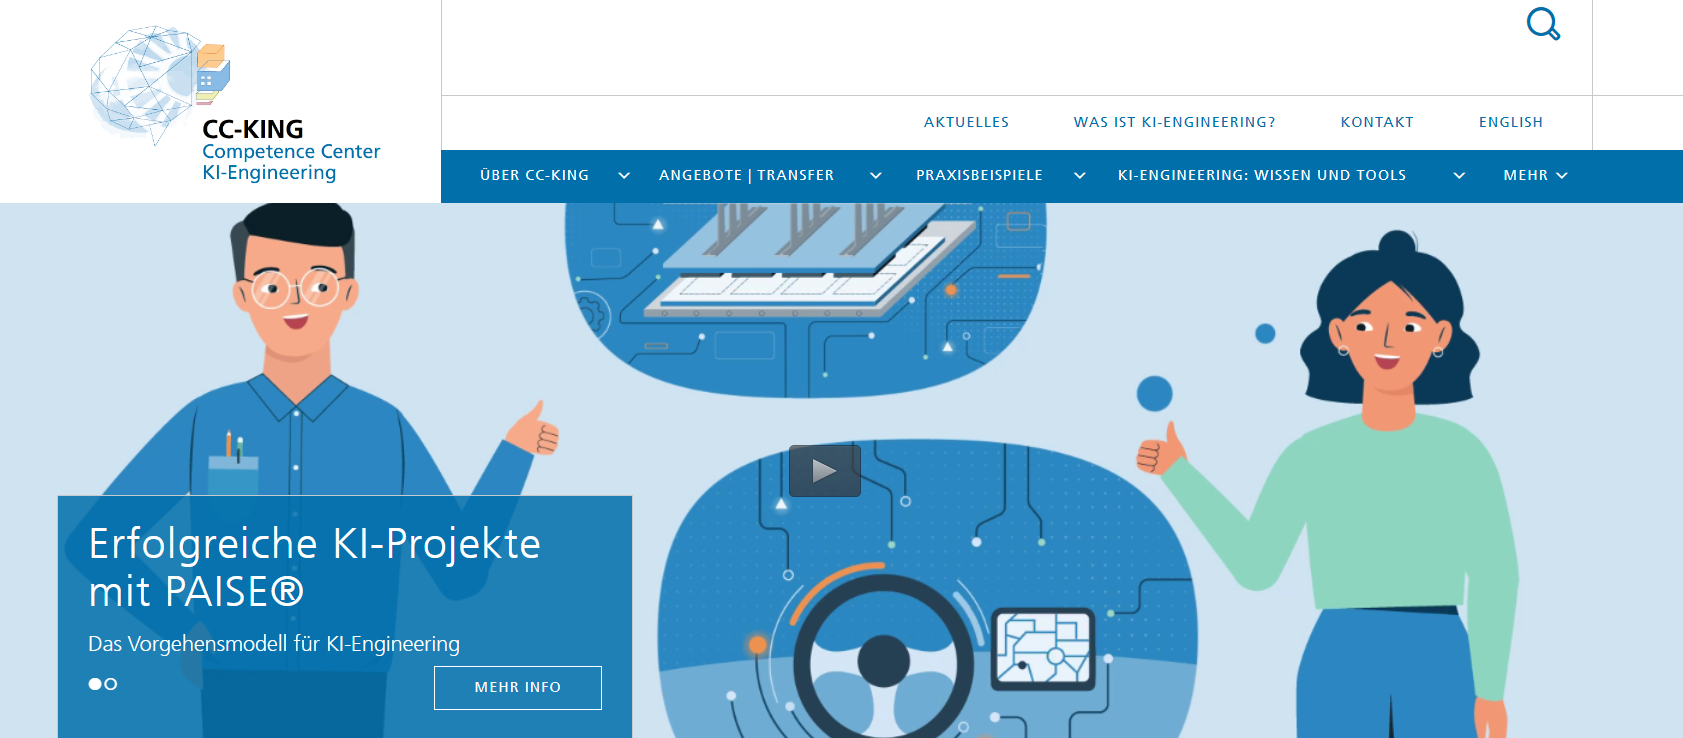 CC-KING
Competence Center
KI-Engineering
AKTUELLES
WAS IST KI-ENGINEERING?
KONTAKT
ENGLISH
ÜBER CC-KING
ANGEBOTE | TRANSFER
PRAXISBEISPIELE
KI-ENGINEERING: WISSEN UND TOOLS
MEHR
Erfolgreiche KI-Projekte
mit PAISE®
Das Vorgehensmodell für KI-Engineering
MEHR INFO